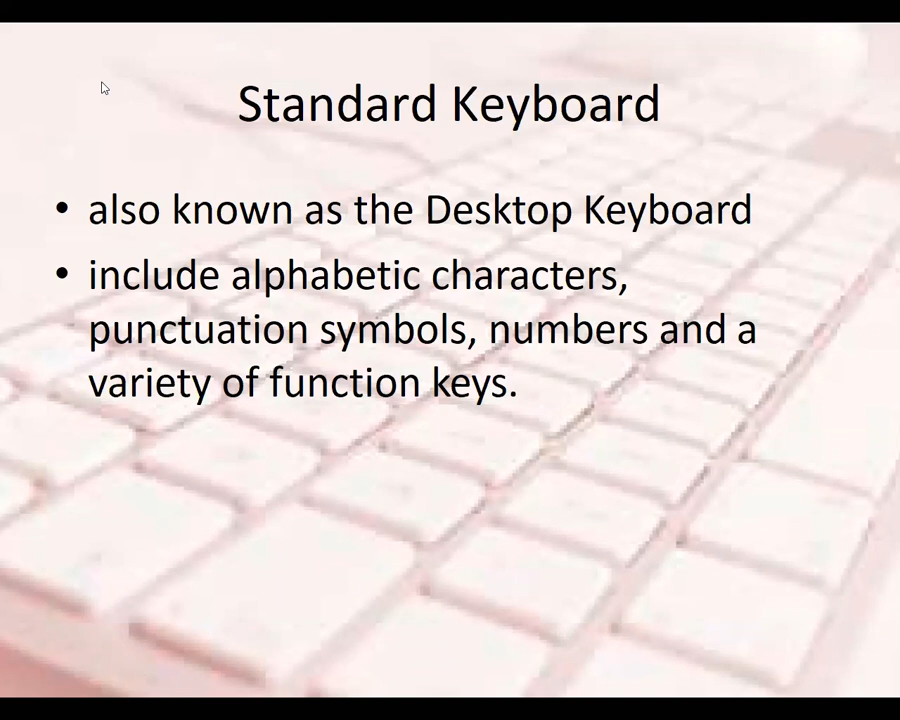 Standard Keyboard
• also known as the Desktop Keyboard
• include alphabetic characters,
punctuation symbols, numbers and a
variety of function keys.